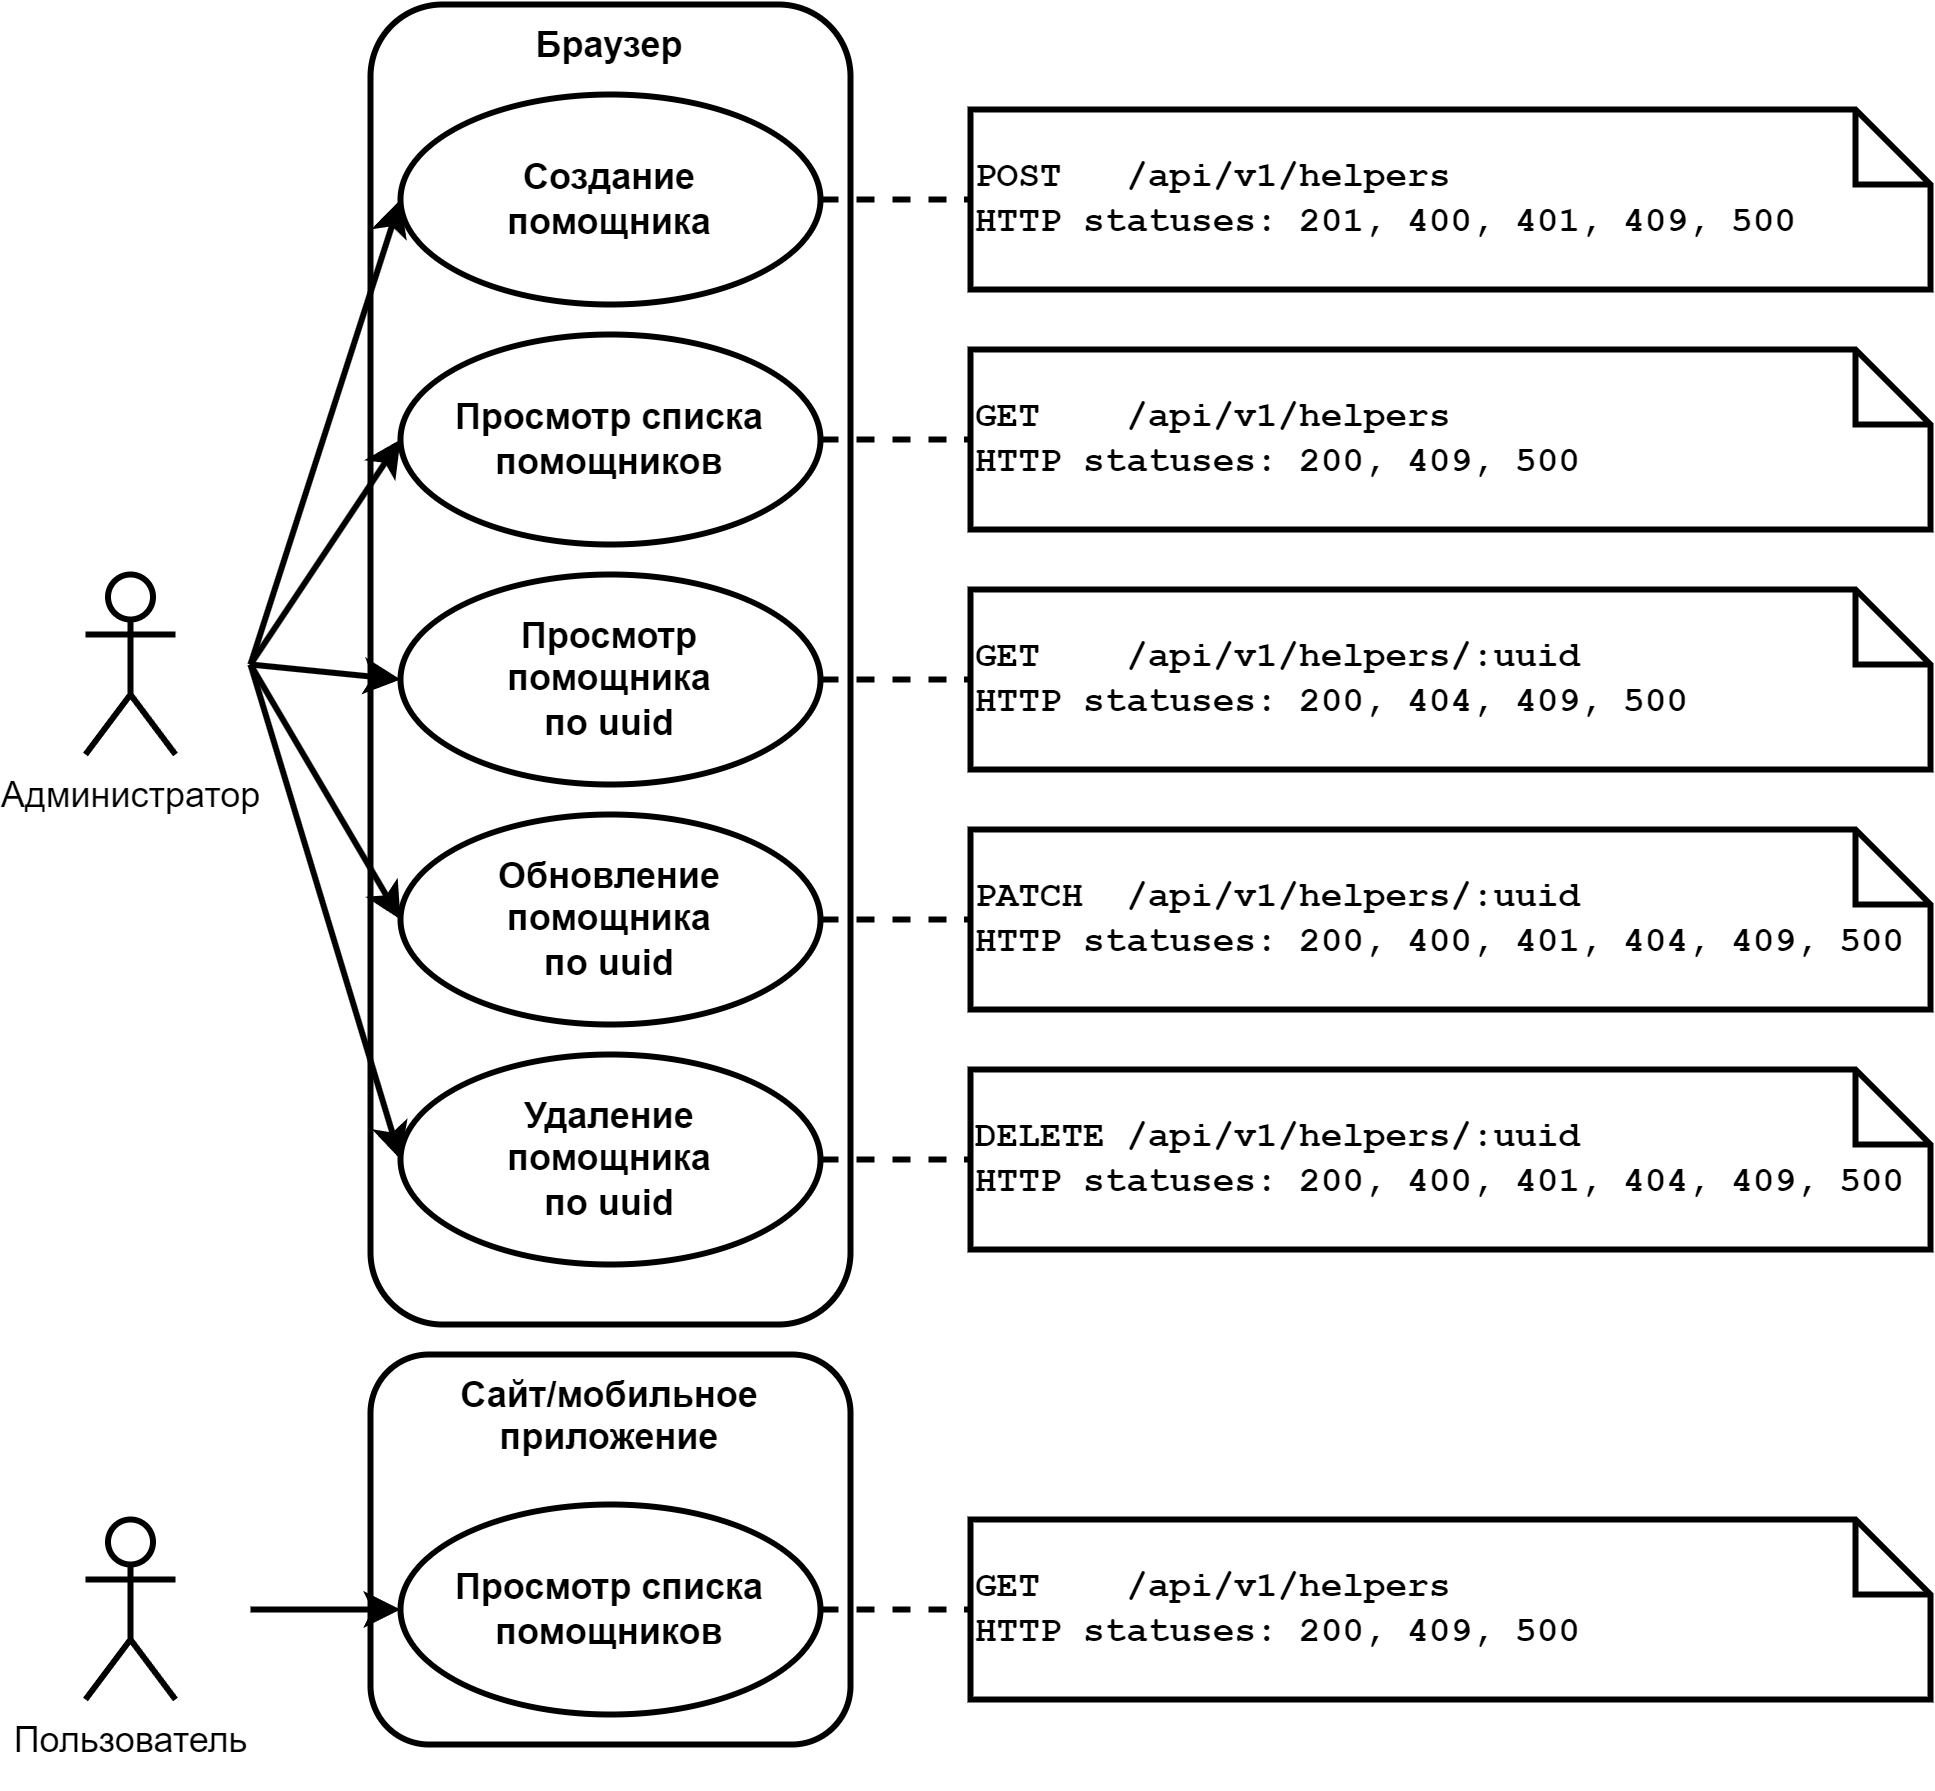 Браузер
Создание
помощника
POST /api/v1/helpers
HTTP statuses: 201, 400, 401, 409, 500
Просмотр списка
помощников
GET /api/v1/helpers
HTTP statuses: 200, 409, 500
Администратор
Просмотр
помощника
по uuid
GET /api/v1/helpers/:uuid
HTTP statuses: 200, 404, 409, 500
Обновление
помощника
по uuid
PATCH /api/v1/helpers/:uuid
HTTP statuses: 200, 400, 401, 404, 409, 500
Удаление
помощника
по uuid
DELETE /api/v1/helpers/:uuid
HTTP statuses: 200, 400, 401, 404, 409, 500
Сайт/мобильное
приложение
Пользователь
Просмотр списка
помощников
GET /api/v1/helpers
HTTP statuses: 200, 409, 500